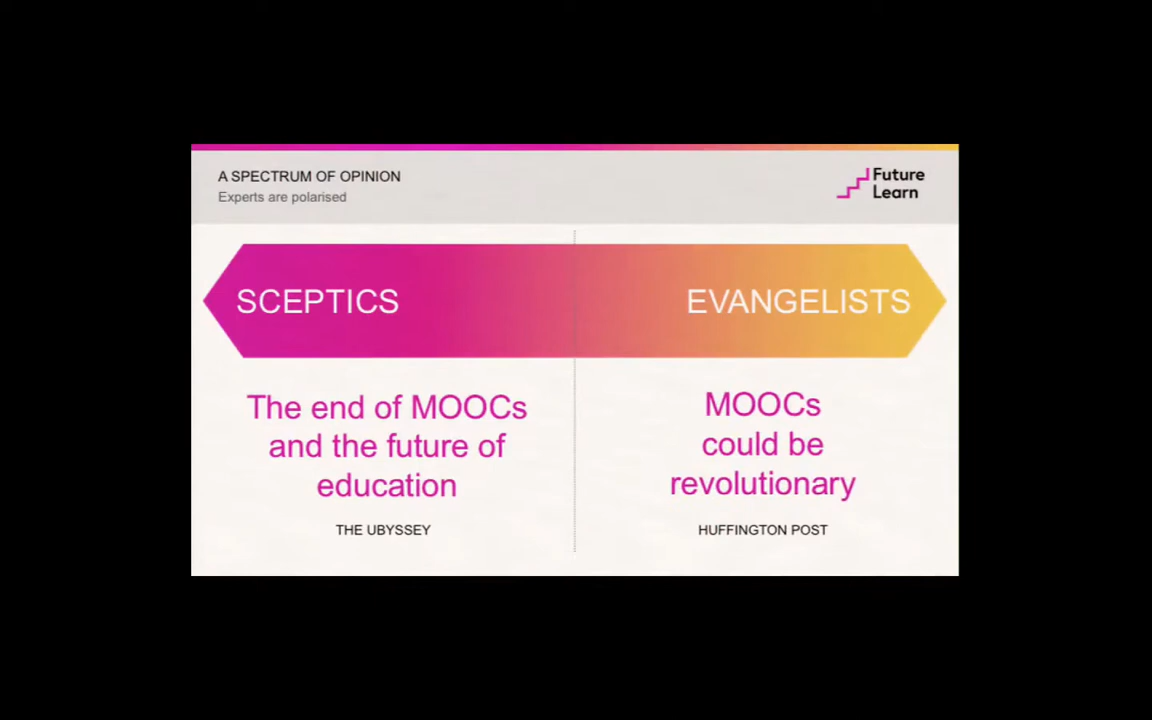 A SPECTRUM OF OPINION
Experts are polarised
Future
Learn
SCEPTICS
EVANGELISTS
The end of MOOCs
and the future of
education
THE UBYSSEY
MOOCs
could be
revolutionary
HUFFINGTON POST